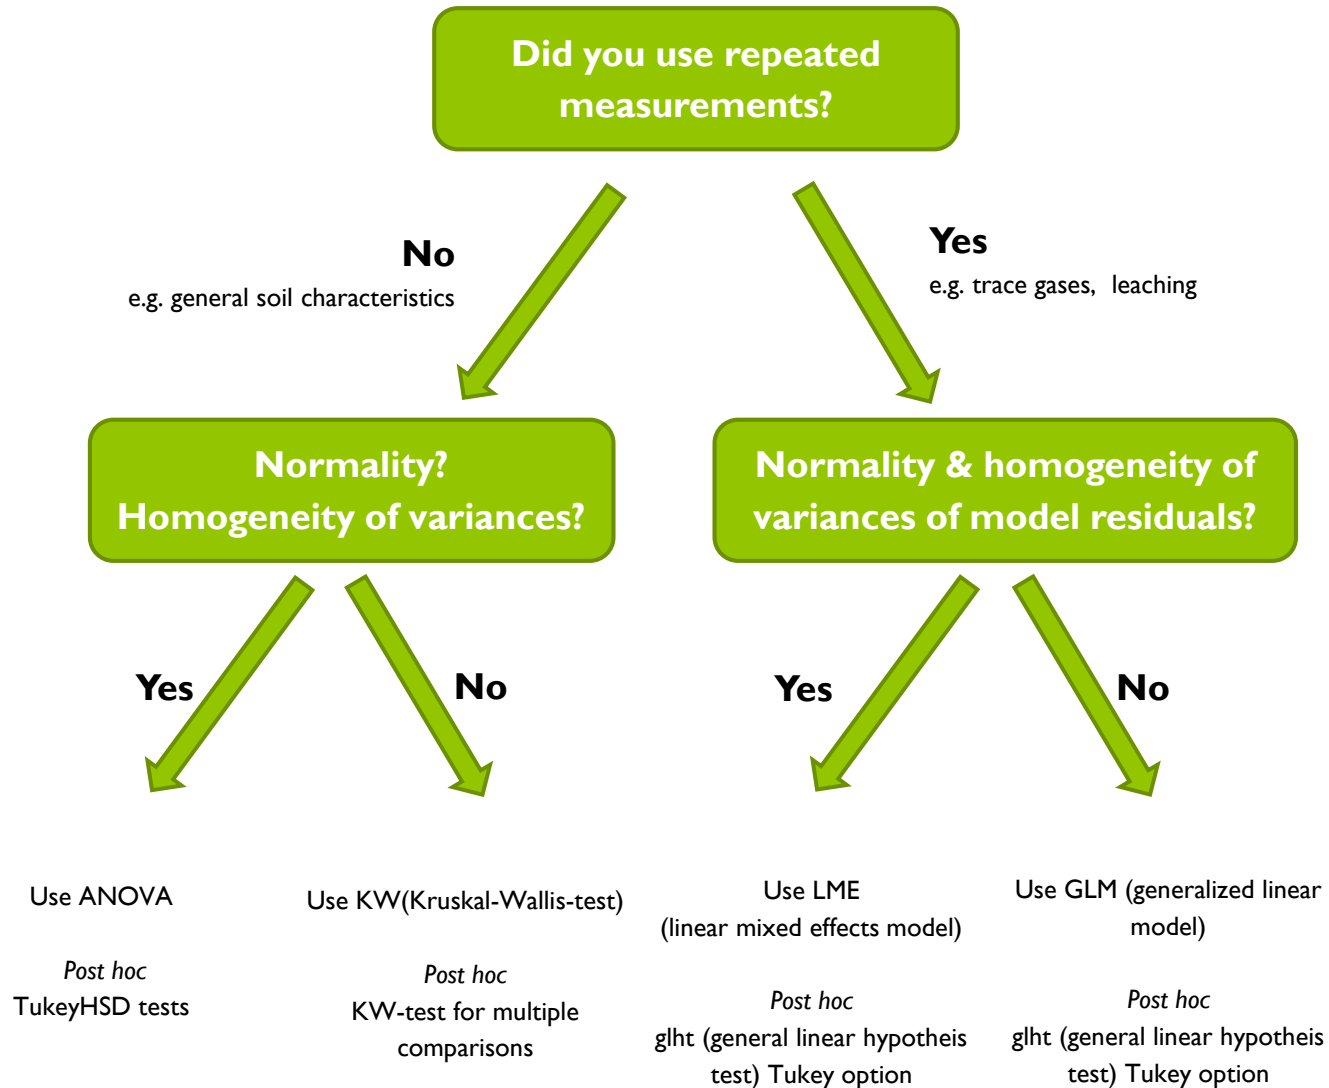 Did you use repeated
measurements?
No
e.g. general soil characteristics
Yes
e.g. trace gases,  leaching
Normality?
Homogeneity of variances?
Normality & homogeneity of
variances of model residuals?
Yes
No
Yes
No
Use ANOVA
Post hoc
TukeyHSD tests
Use KW(Kruskal-Wallis-test)
Post hoc
KW-test for multiple
comparisons
Use LME
(linear mixed effects model)
Post hoc
glht (general linear hypotheis
test) Tukey option
Use GLM (generalized linear
model)
Post hoc
glht (general linear hypotheis
test) Tukey option